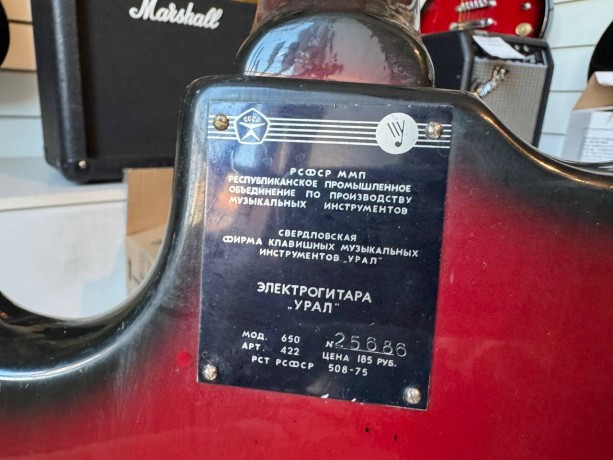 Marshall
СССР
РСФСР ММП
РЕСПУБЛИКАНСКОЕ ПРОМЫШЛЕННОЕ
ОБЪЕДИНЕНИЕ ПО ПРОИЗВОДСТВУ
МУЗЫКАЛЬНЫХ ИНСТРУМЕНТОВ
СВЕРДЛОВСКАЯ
ФИРМА КЛАВИШНЫХ МУЗЫКАЛЬНЫХ
ИНСТРУМЕНТОВ „УРАЛ"
ЭЛЕКТРОГИТАРА
„УРАЛ"
МОД. 650 N 25686
АРТ. 422 ЦЕНА 185 РУБ.
РСТ РСФСР 508-75